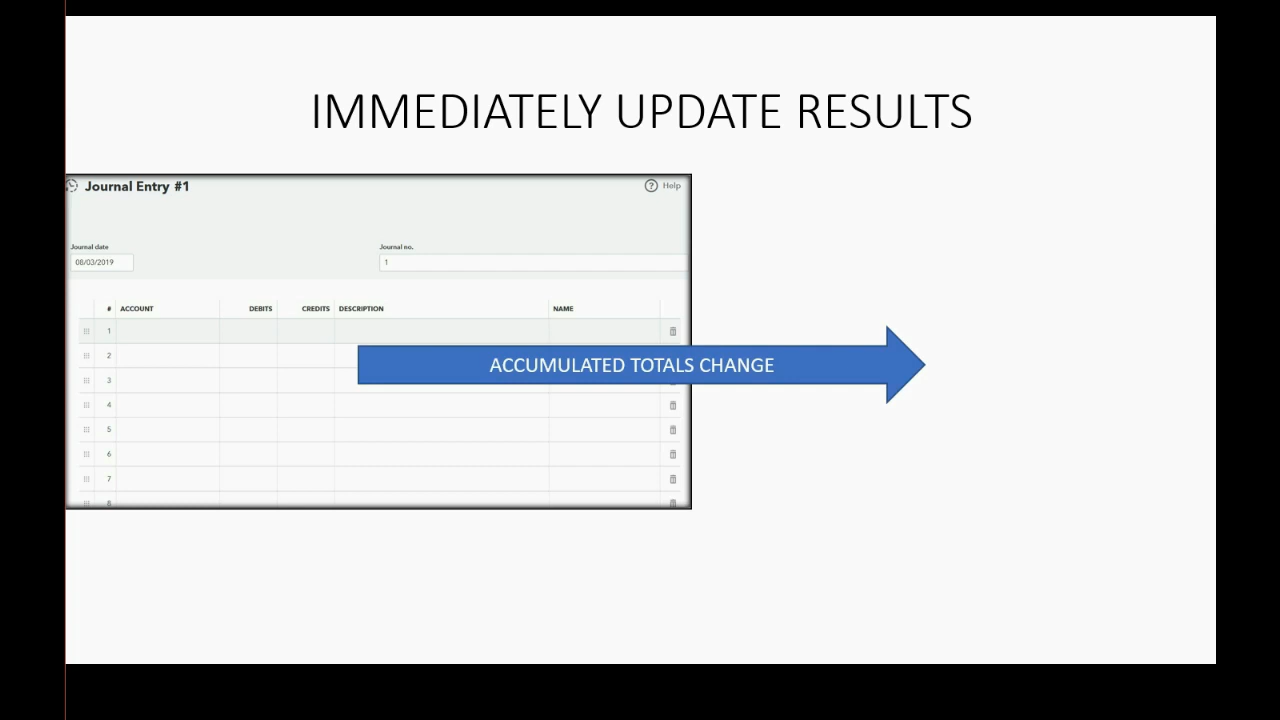 IMMEDIATELY UPDATE RESULTS
Journal Entry #1
Help
Journal date
Journal no.
08/03/2019
1
# ACCOUNT DEBITS CREDITS DESCRIPTION NAME
1
2
ACCUMULATED TOTALS CHANGE
3
4
5
6
7
8